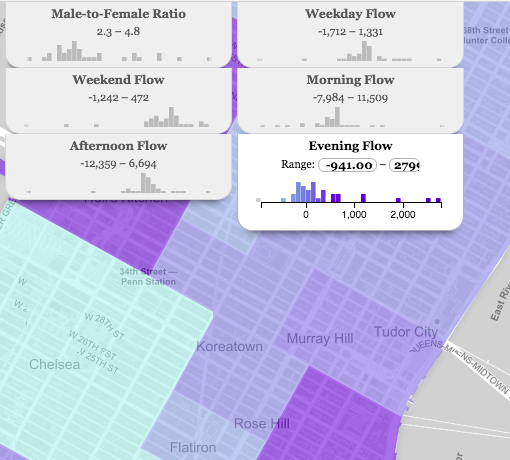 Male-to-Female Ratio
2.3 – 4.8
Weekday Flow
-1,712 – 1,331
Weekend Flow
-1,242 – 472
Morning Flow
-7,984 – 11,509
Afternoon Flow
-12,359 – 6,694
Evening Flow
Range: -941.00 – 279
0 1,000 2,000
68th Street
Hunter Colle
34th Street —
Penn Station
W 28TH ST
W 26TH ST
W 25TH ST
Chelsea
Koreatown
Murray Hill
Tudor City
East Riv
QUEENS-MIDTOWN
Rose Hill
Flatiron